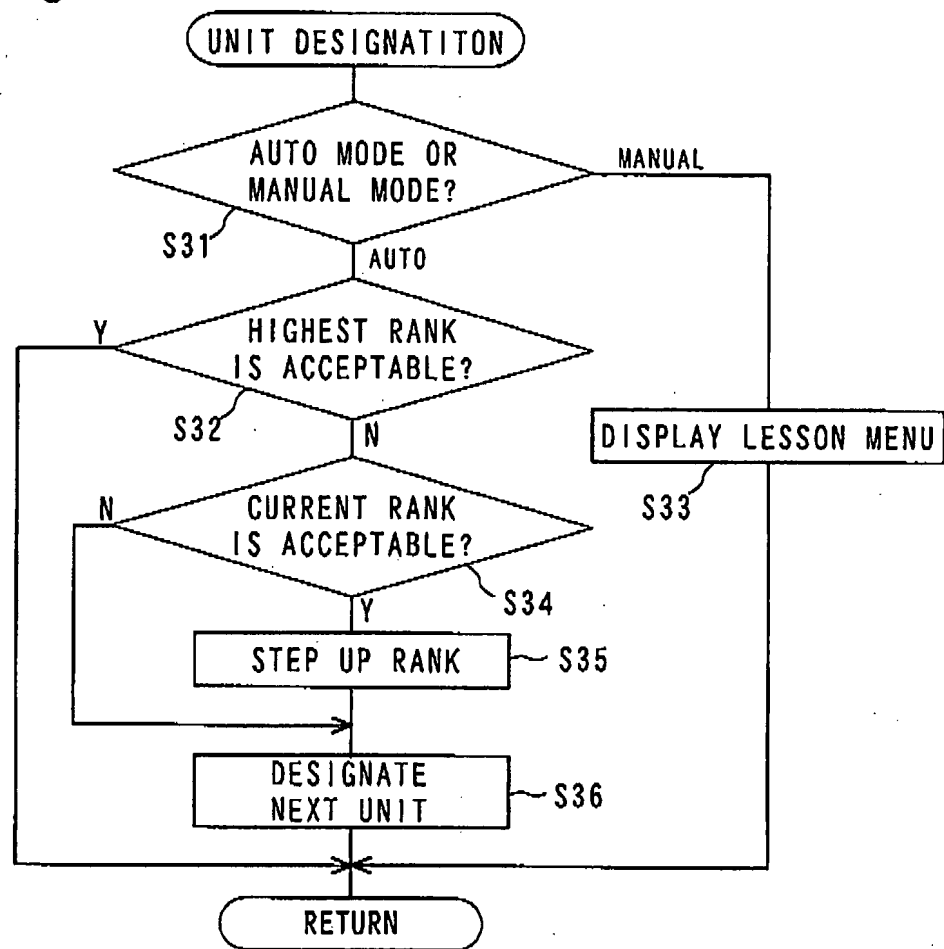 UNIT DESIGNATITON
AUTO MODE OR
MANUAL MODE?
MANUAL
S31
AUTO
Y
HIGHEST RANK
IS ACCEPTABLE?
S32
N
DISPLAY LESSON MENU
S33
N
CURRENT RANK
IS ACCEPTABLE?
S34
Y
STEP UP RANK
S35
DESIGNATE
NEXT UNIT
S36
RETURN